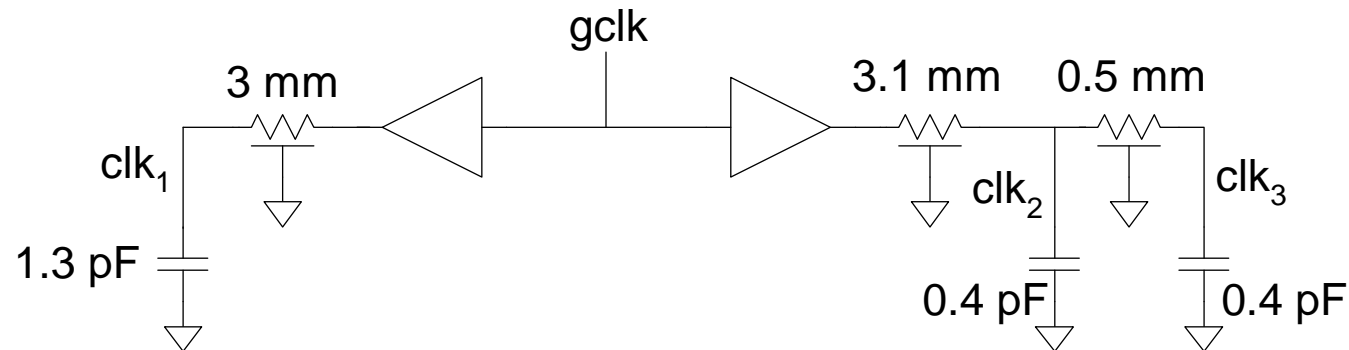 gclk
3 mm
3.1 mm
0.5 mm
clk₁
clk₂
clk₃
1.3 pF
0.4 pF
0.4 pF